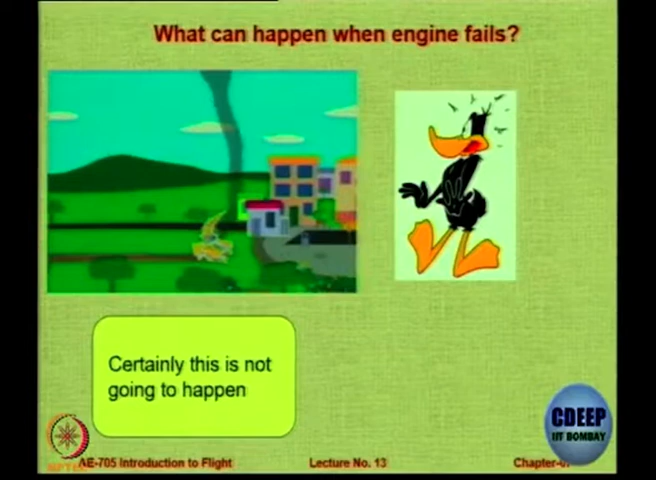 What can happen when engine fails?
Certainly this is not
going to happen
CDEEP
IIT BOMBAY
AE-705 Introduction to Flight
Lecture No. 13